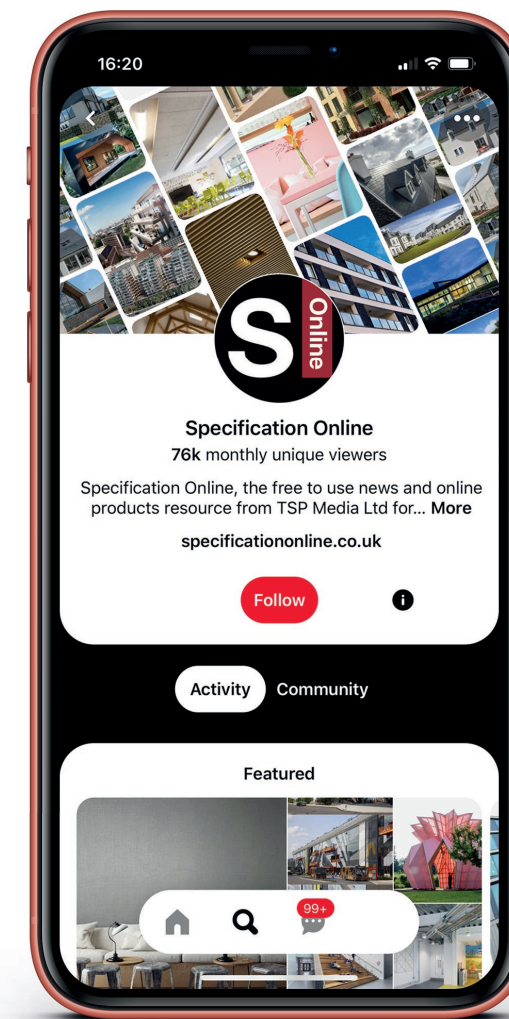 16:20
S
Online
Specification Online
76k monthly unique viewers
Specification Online, the free to use news and online
products resource from TSP Media Ltd for... More
specificationonline.co.uk
Follow
Activity Community
Featured
99+